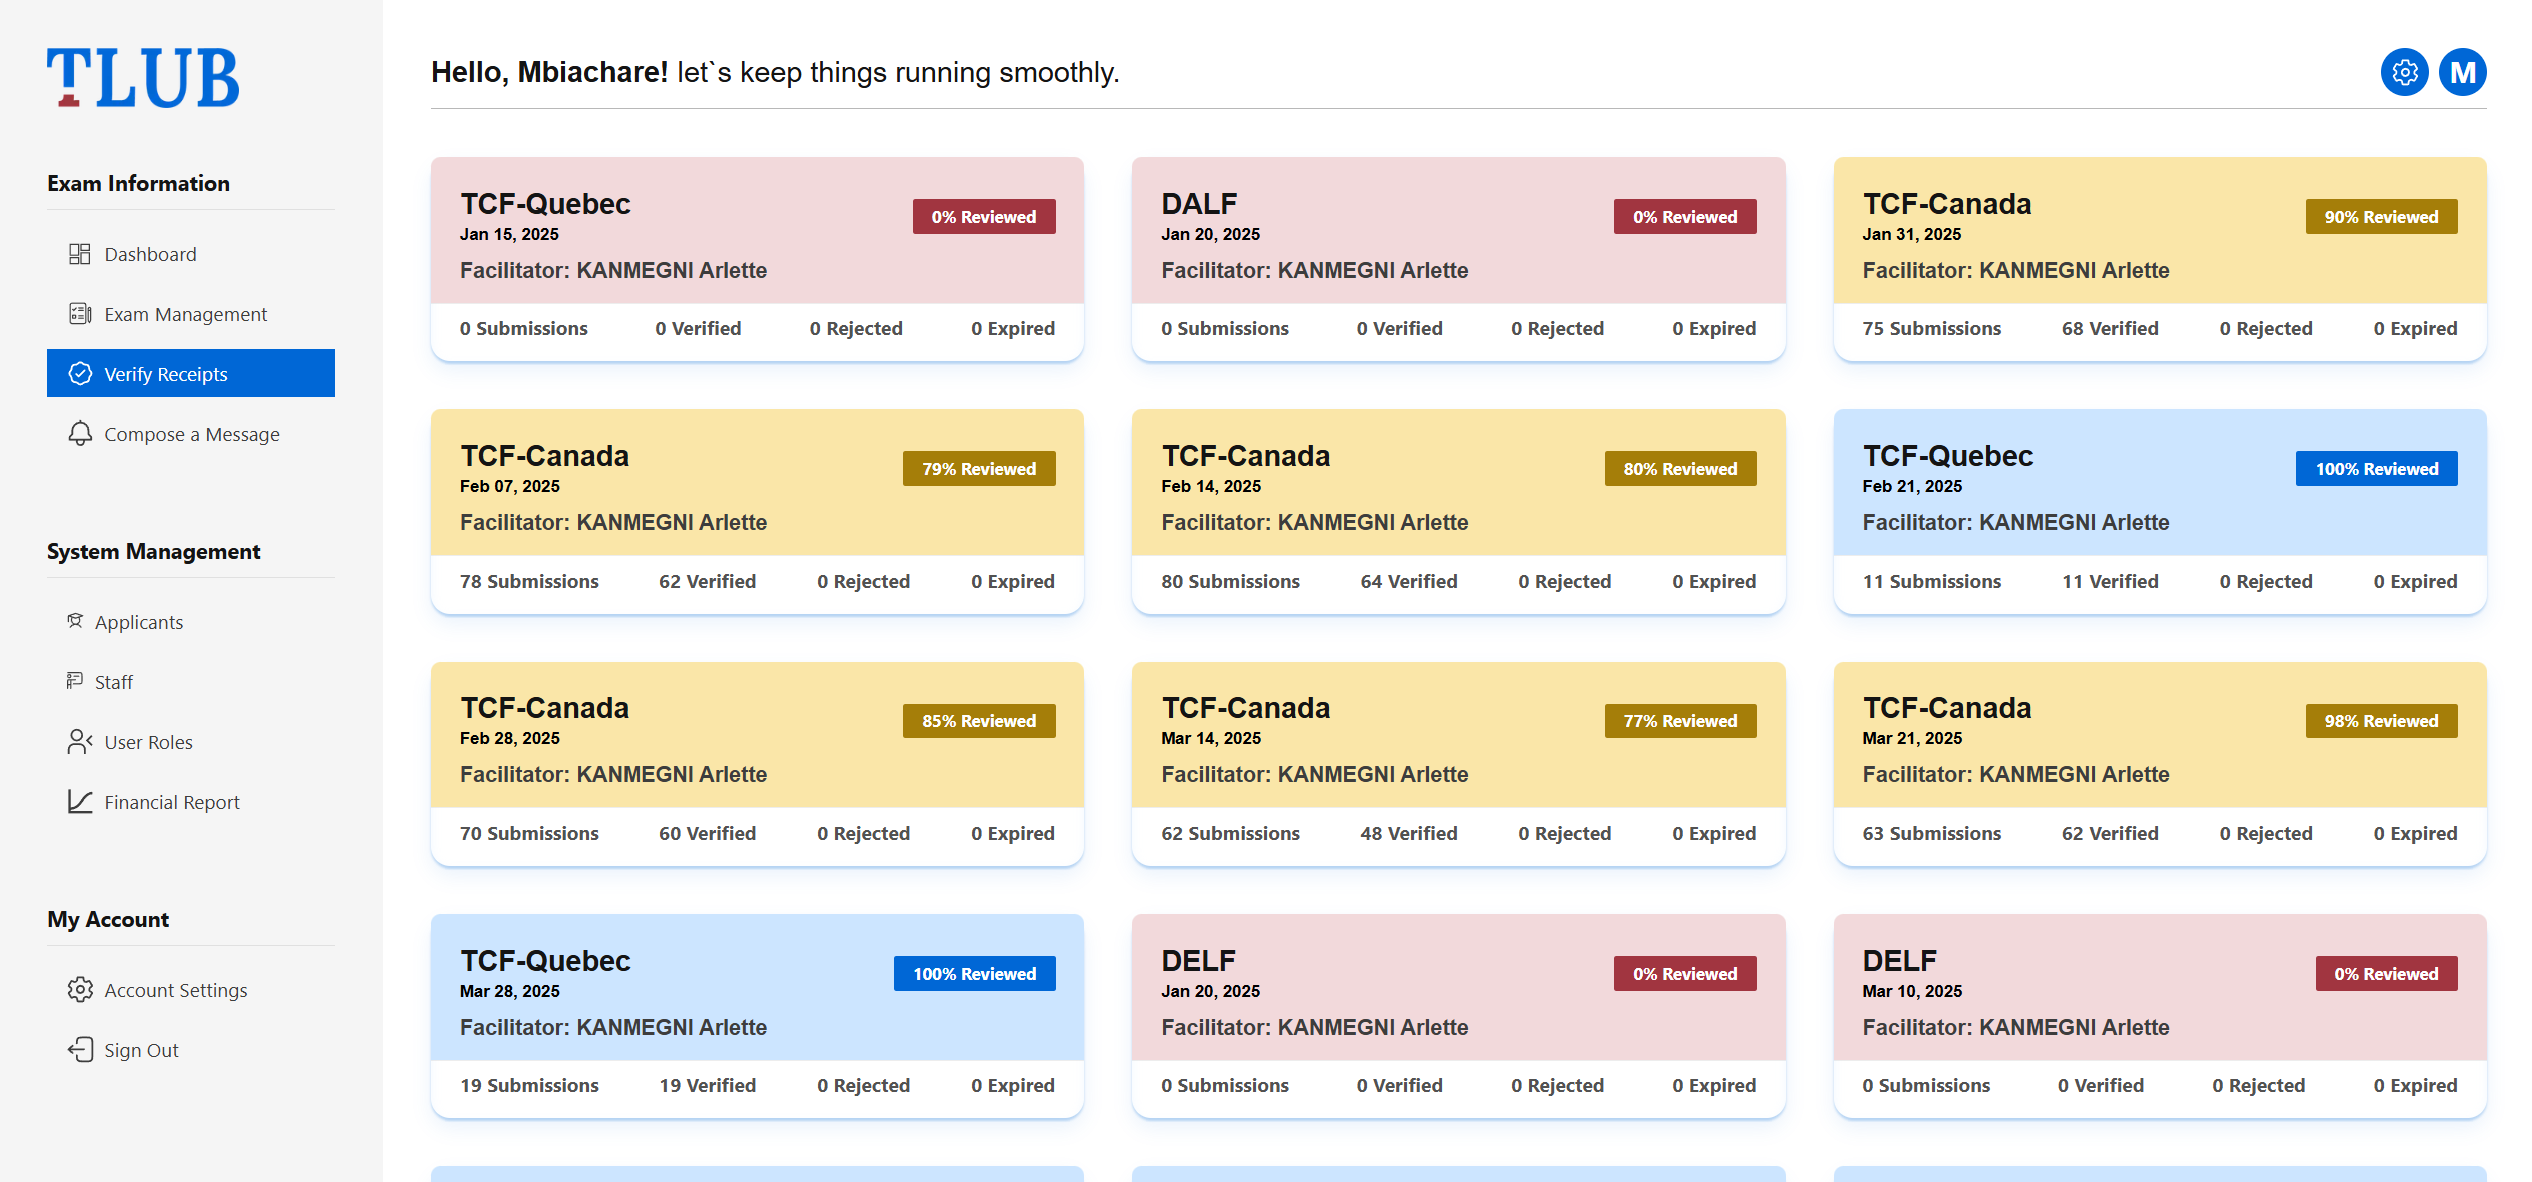 TLUB
Exam Information
Dashboard
Exam Management
Verify Receipts
Compose a Message
System Management
Applicants
Staff
User Roles
Financial Report
My Account
Account Settings
Sign Out
Hello, Mbiachare! let`s keep things running smoothly.
M
TCF-Quebec
Jan 15, 2025
0% Reviewed
Facilitator: KANMEGNI Arlette
0 Submissions 0 Verified 0 Rejected 0 Expired
DALF
Jan 20, 2025
0% Reviewed
Facilitator: KANMEGNI Arlette
0 Submissions 0 Verified 0 Rejected 0 Expired
TCF-Canada
Jan 31, 2025
90% Reviewed
Facilitator: KANMEGNI Arlette
75 Submissions 68 Verified 0 Rejected 0 Expired
TCF-Canada
Feb 07, 2025
79% Reviewed
Facilitator: KANMEGNI Arlette
78 Submissions 62 Verified 0 Rejected 0 Expired
TCF-Canada
Feb 14, 2025
80% Reviewed
Facilitator: KANMEGNI Arlette
80 Submissions 64 Verified 0 Rejected 0 Expired
TCF-Quebec
Feb 21, 2025
100% Reviewed
Facilitator: KANMEGNI Arlette
11 Submissions 11 Verified 0 Rejected 0 Expired
TCF-Canada
Feb 28, 2025
85% Reviewed
Facilitator: KANMEGNI Arlette
70 Submissions 60 Verified 0 Rejected 0 Expired
TCF-Canada
Mar 14, 2025
77% Reviewed
Facilitator: KANMEGNI Arlette
62 Submissions 48 Verified 0 Rejected 0 Expired
TCF-Canada
Mar 21, 2025
98% Reviewed
Facilitator: KANMEGNI Arlette
63 Submissions 62 Verified 0 Rejected 0 Expired
TCF-Quebec
Mar 28, 2025
100% Reviewed
Facilitator: KANMEGNI Arlette
19 Submissions 19 Verified 0 Rejected 0 Expired
DELF
Jan 20, 2025
0% Reviewed
Facilitator: KANMEGNI Arlette
0 Submissions 0 Verified 0 Rejected 0 Expired
DELF
Mar 10, 2025
0% Reviewed
Facilitator: KANMEGNI Arlette
0 Submissions 0 Verified 0 Rejected 0 Expired